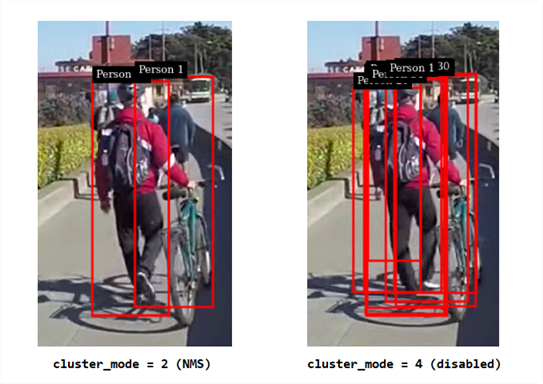 Person
Person 1
Person 1
30
cluster_mode = 2 (NMS)
cluster_mode = 4 (disabled)